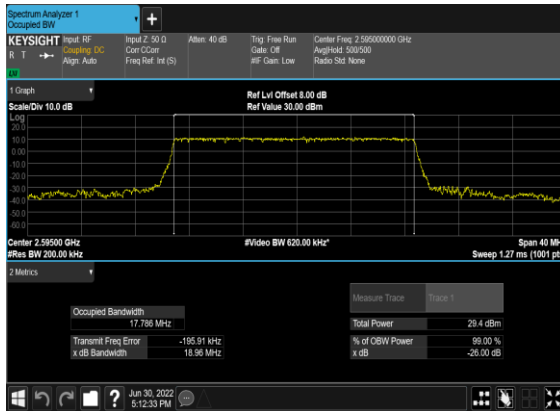 Spectrum Analyzer 1
Occupied BW
KEYSIGHT
R T
Input: RF
Coupling: DC
Align: Auto
Input Z: 50 Ω
Corr CCorr
Freq Ref: Int (S)
Atten: 40 dB
Trig: Free Run
Gate: Off
#IF Gain: Low
Center Freq: 2.595000000 GHz
Avg|Hold: 500/500
Radio Std: None
1 Graph
Scale/Div 10.0 dB
Ref Lvl Offset 8.00 dB
Ref Value 30.00 dBm
Log
20.0
10.0
0.00
-10.0
-20.0
-30.0
-40.0
-50.0
-60.0
Center 2.59500 GHz
#Res BW 200.00 kHz
#Video BW 620.00 kHz*
Span 40 MH
Sweep 1.27 ms (1001 pt
2 Metrics
Measure Trace Trace 1
Occupied Bandwidth
17.786 MHz
Total Power 29.4 dBm
Transmit Freq Error -195.91 kHz
% of OBW Power 99.00 %
x dB Bandwidth 18.96 MHz
x dB -26.00 dB
?
Jun 30, 2022
5:12:33 PM